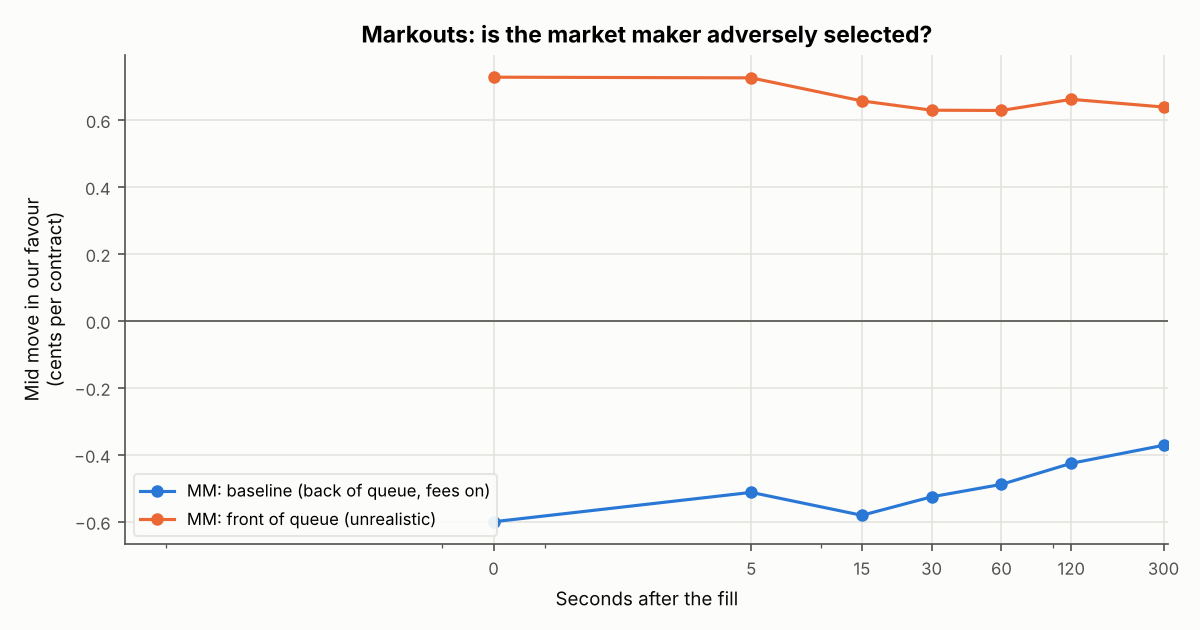 Markouts: is the market maker adversely selected?
Mid move in our favour
(cents per contract)
0.6
0.4
0.2
0.0
−0.2
−0.4
−0.6
MM: baseline (back of queue, fees on)
MM: front of queue (unrealistic)
0 5 15 30 60 120 300
Seconds after the fill